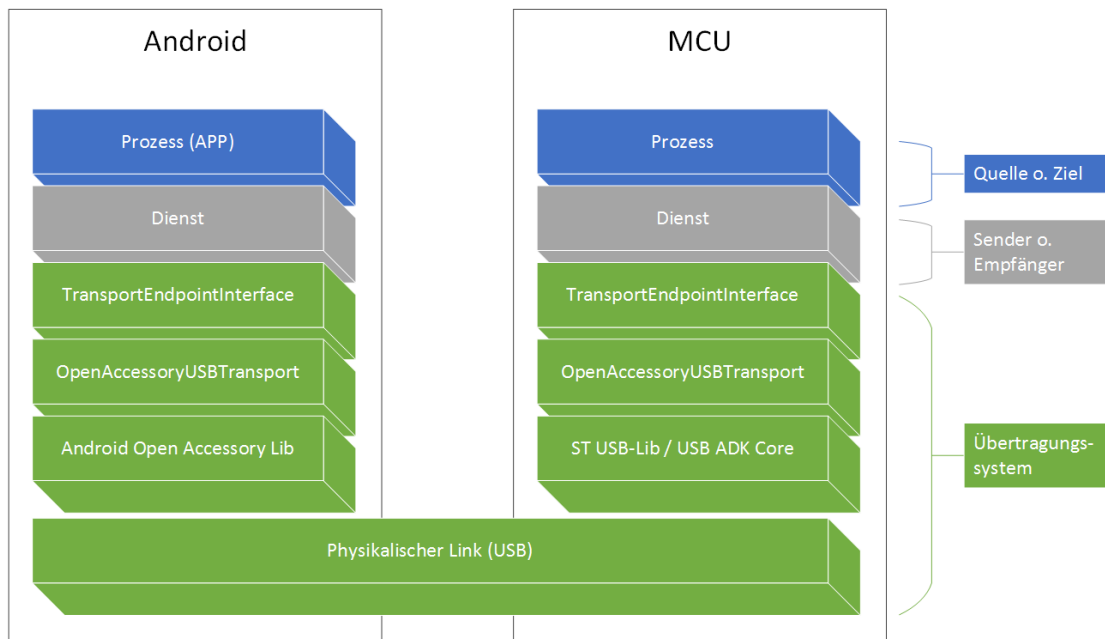 Android
Prozess (APP)
Dienst
TransportEndpointInterface
OpenAccessoryUSBTransport
Android Open Accessory Lib
MCU
Prozess
Dienst
TransportEndpointInterface
OpenAccessoryUSBTransport
ST USB-Lib / USB ADK Core
Physikalischer Link (USB)
Quelle o. Ziel
Sender o.
Empfänger
Übertragungs-
system